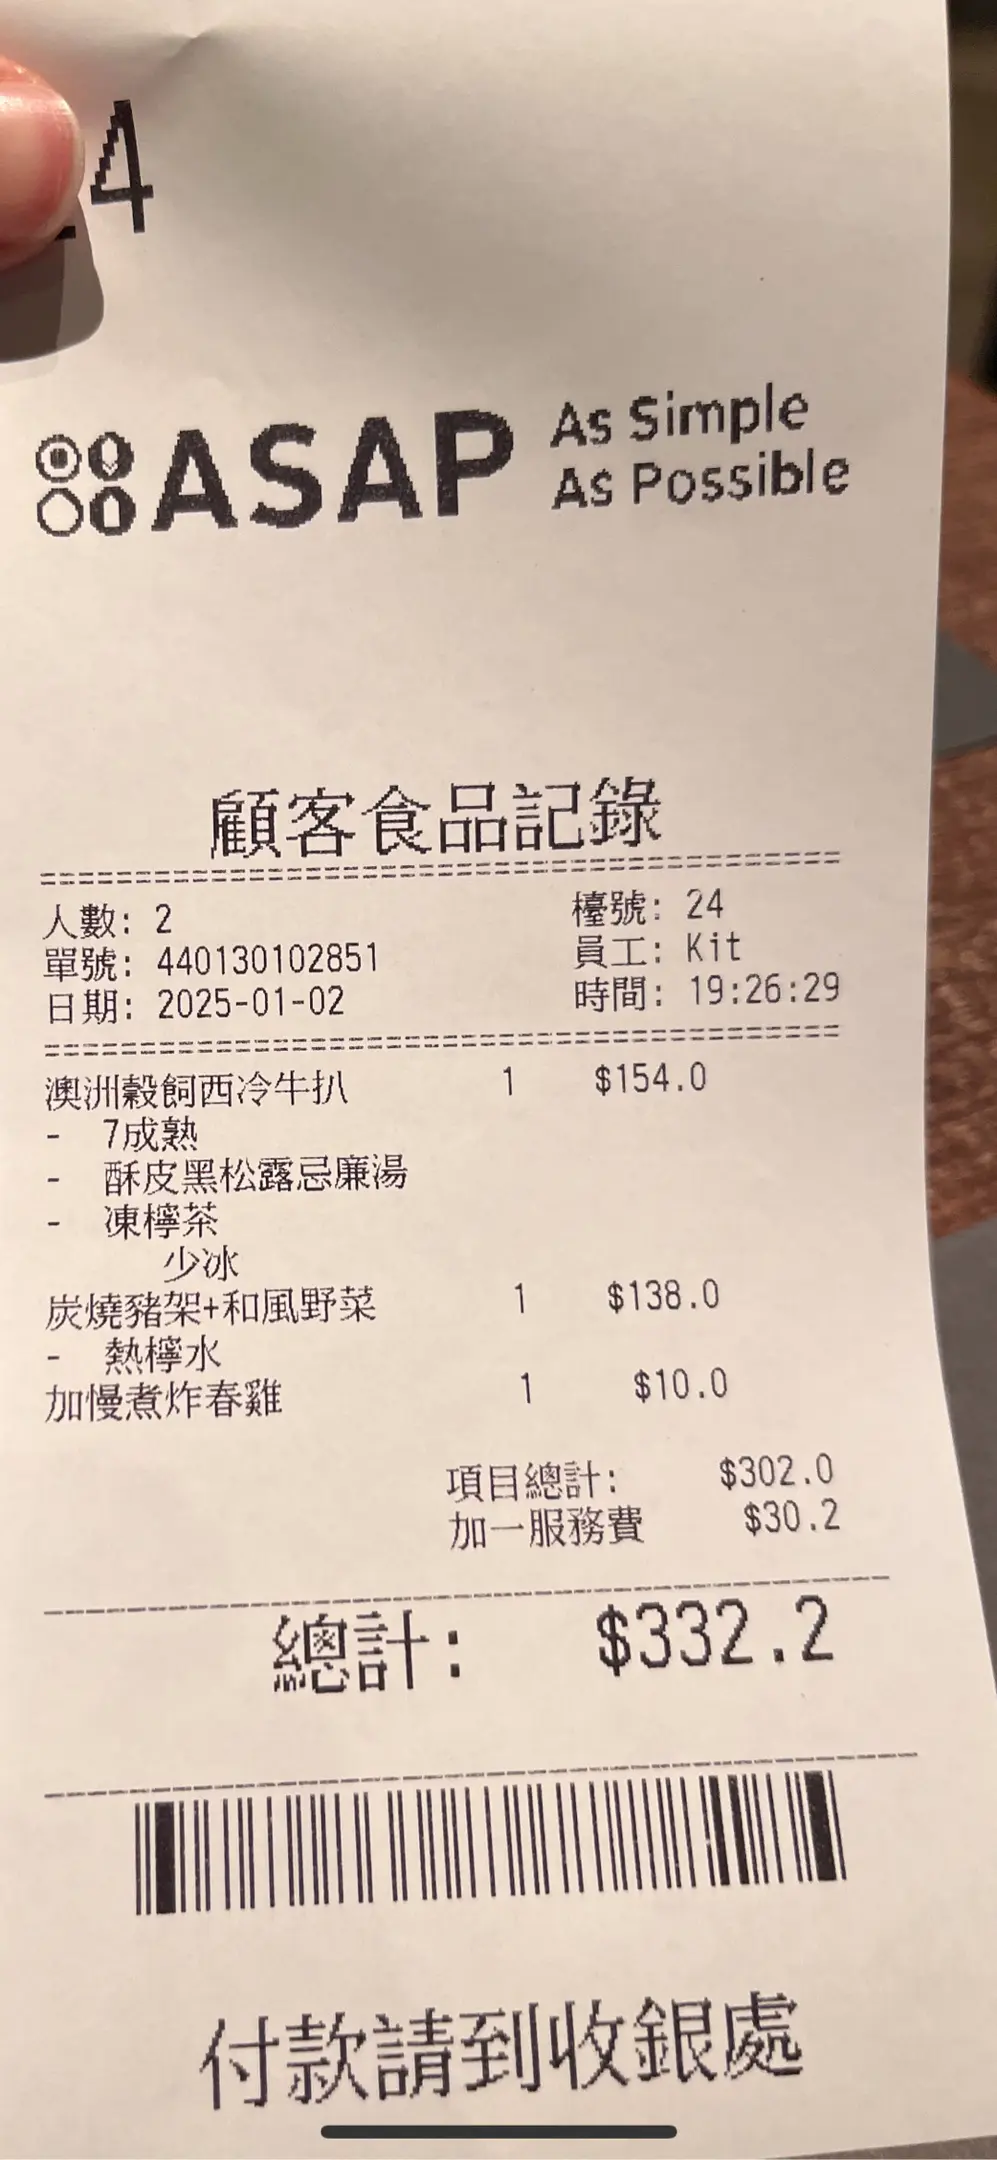 4
ASAP As Simple
As Possible
顧客食品記錄
人數: 2 檯號: 24
單號: 440130102851 員工: Kit
日期: 2025-01-02 時間: 19:26:29
澳洲穀飼西冷牛扒 1 $154.0
- 7成熟
- 酥皮黑松露忌廉湯
- 凍檸茶
少冰
炭燒豬架+和風野菜 1 $138.0
- 熱檸水
加慢煮炸春雞 1 $10.0
項目總計: $302.0
加一服務費 $30.2
總計: $332.2
付款請到收銀處